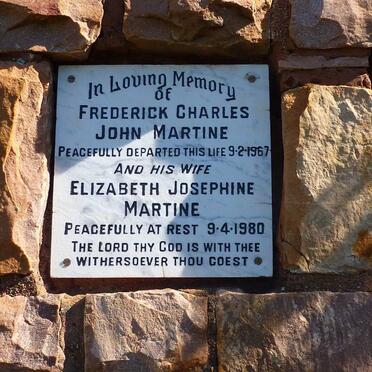 In Loving Memory
of
FREDERICK CHARLES
JOHN MARTINE
PEACEFULLY DEPARTED THIS LIFE 9·2·1967
AND HIS WIFE
ELIZABETH JOSEPHINE
MARTINE
PEACEFULLY AT REST 9·4·1980
THE LORD THY GOD IS WITH THEE
WITHERSOEVER THOU GOEST